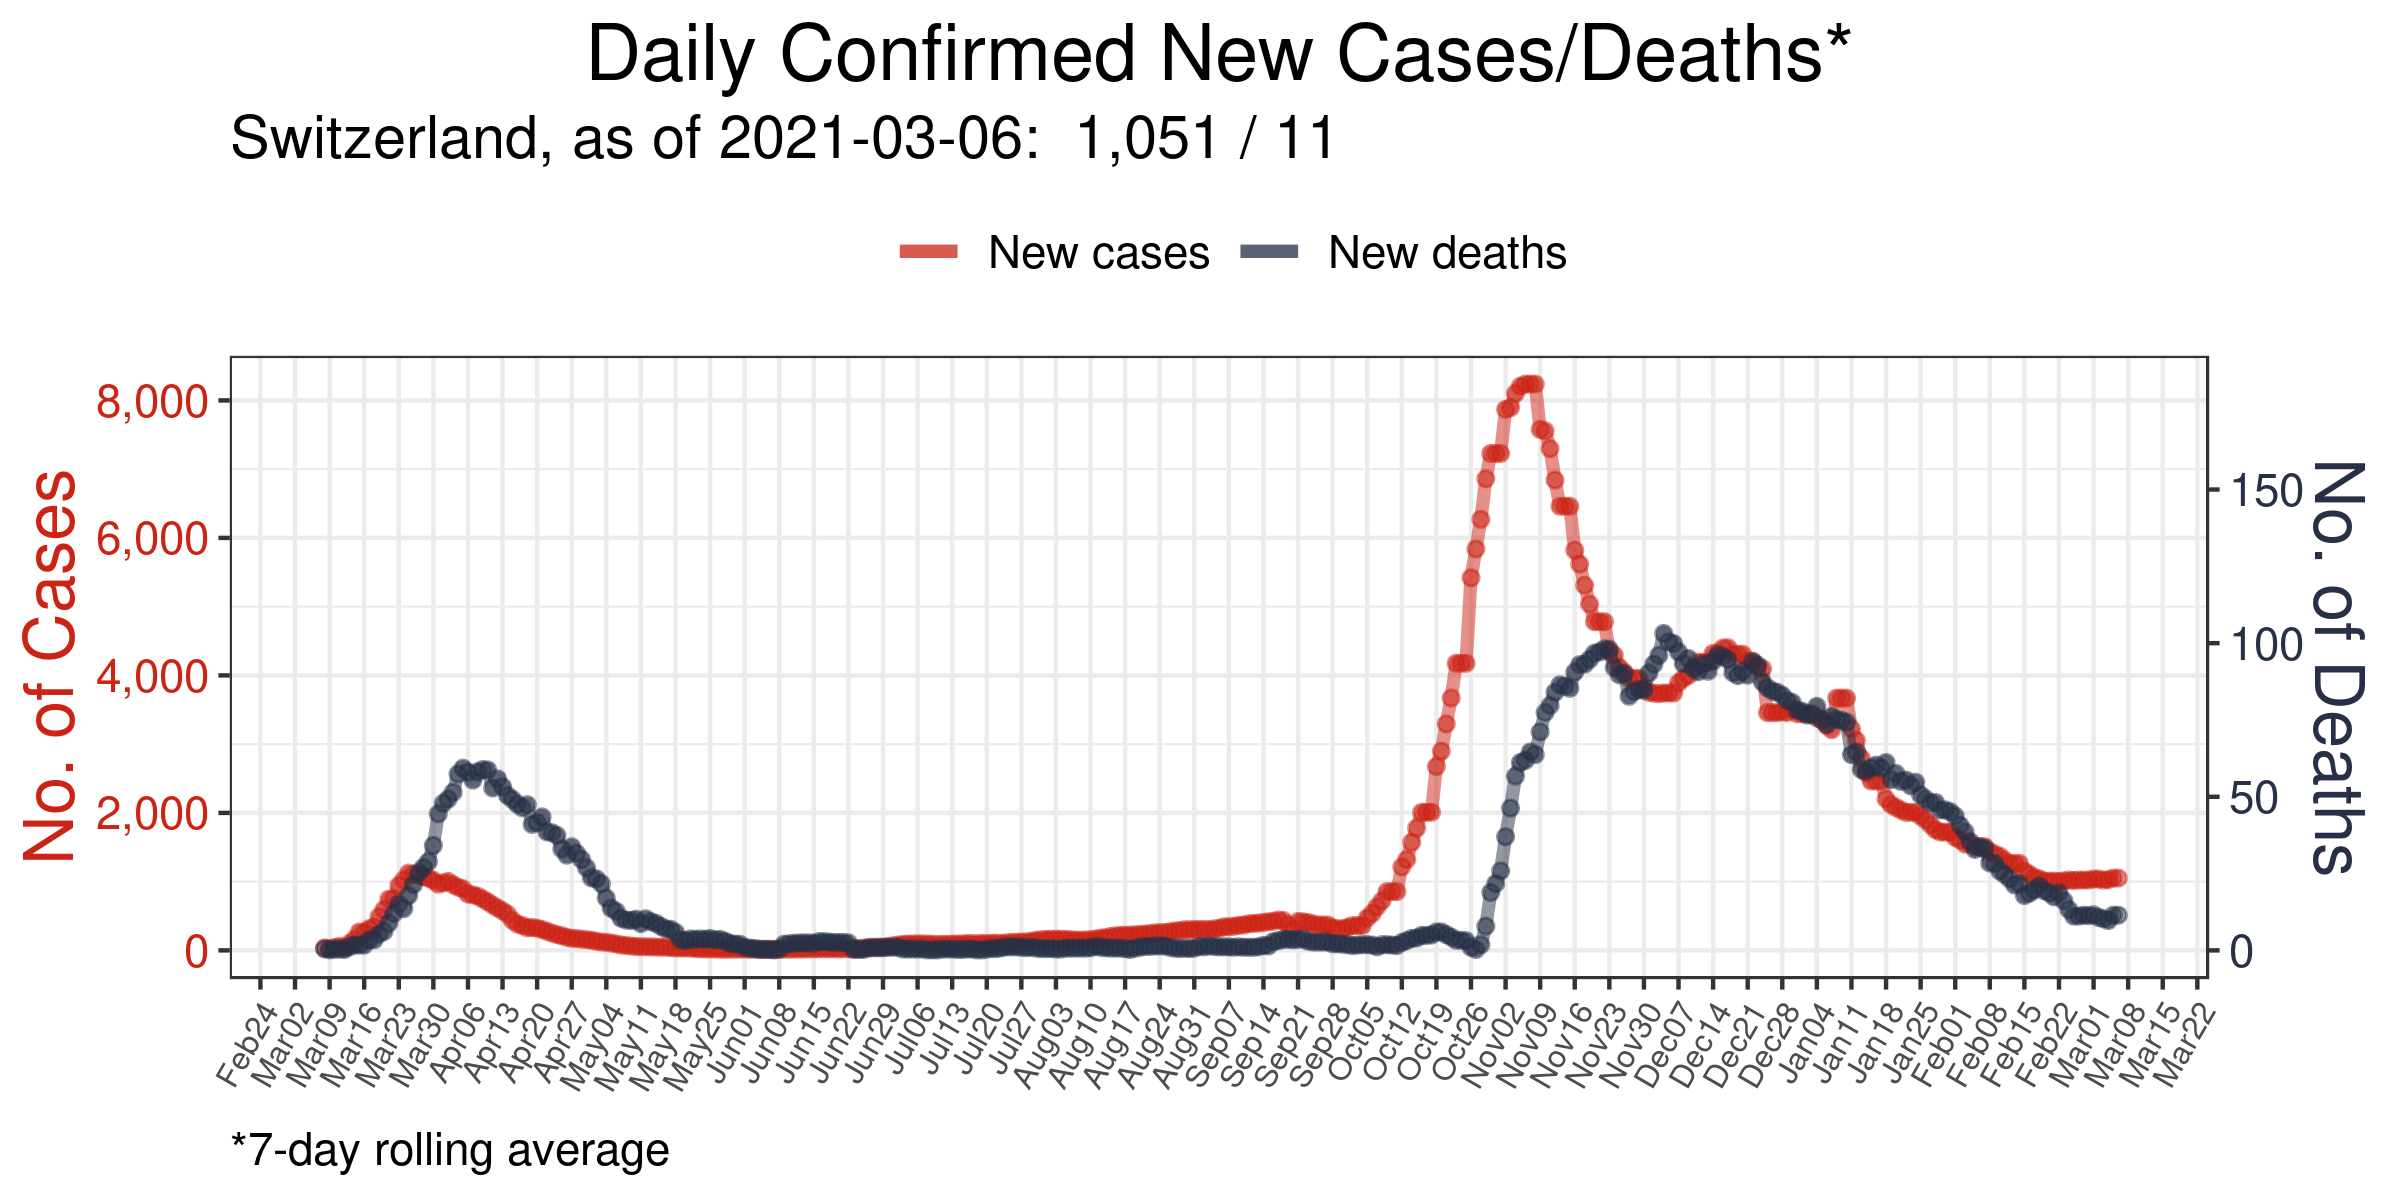 Daily Confirmed New Cases/Deaths*
Switzerland, as of 2021-03-06:  1,051 / 11
New cases
New deaths
No. of Cases
8,000
6,000
4,000
2,000
0
150
100
50
0
No. of Deaths
Feb24
Mar02
Mar09
Mar16
Mar23
Mar30
Apr06
Apr13
Apr20
Apr27
May04
May11
May18
May25
Jun01
Jun08
Jun15
Jun22
Jun29
Jul06
Jul13
Jul20
Jul27
Aug03
Aug10
Aug17
Aug24
Aug31
Sep07
Sep14
Sep21
Sep28
Oct05
Oct12
Oct19
Oct26
Nov02
Nov09
Nov16
Nov23
Nov30
Dec07
Dec14
Dec21
Dec28
Jan04
Jan11
Jan18
Jan25
Feb01
Feb08
Feb15
Feb22
Mar01
Mar08
Mar15
Mar22
*7-day rolling average